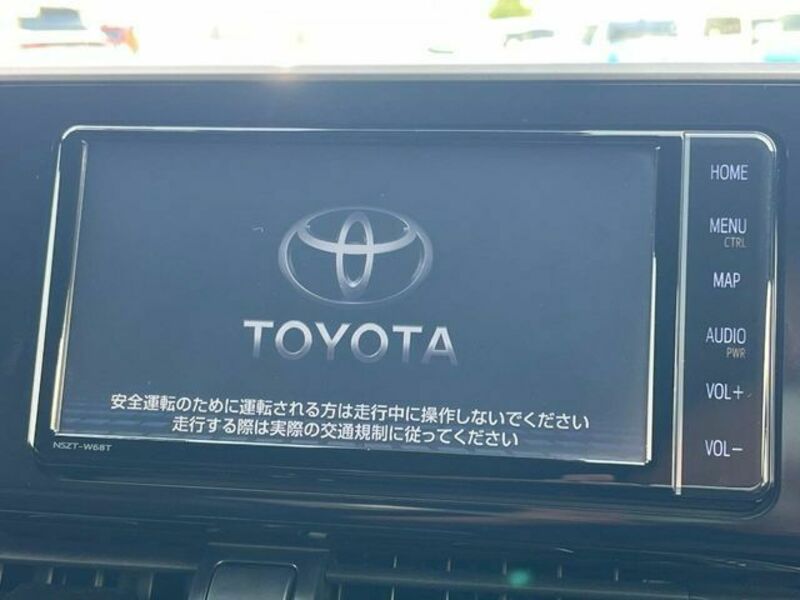 TOYOTA
安全運転のために運転される方は走行中に操作しないでください
走行する際は実際の交通規制に従ってください
NSZT-W68T
HOME
MENU
CTRL
MAP
AUDIO
PWR
VOL+
VOL-